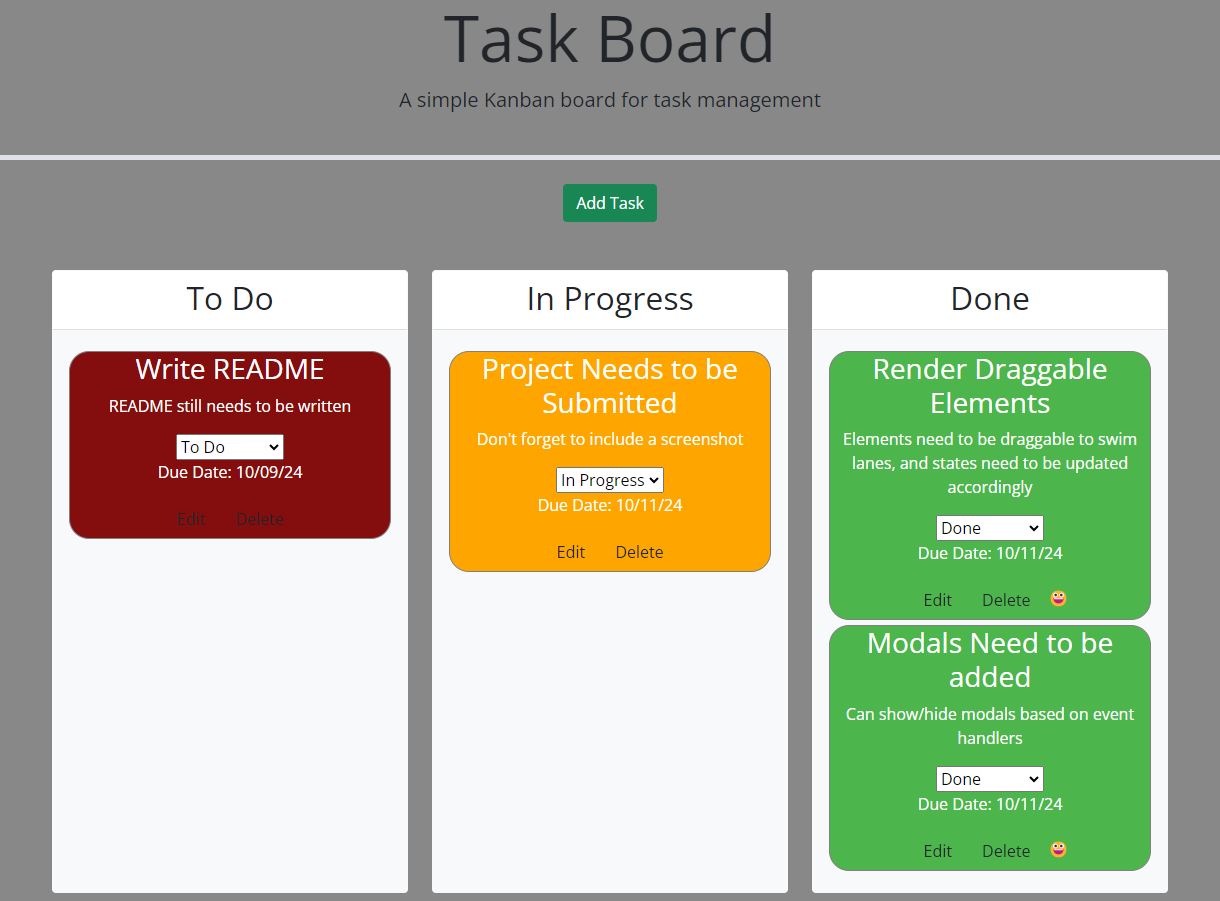 Task Board
A simple Kanban board for task management
Add Task
To Do
Write README
README still needs to be written
To Do
Due Date: 10/09/24
Edit Delete
In Progress
Project Needs to be
Submitted
Don't forget to include a screenshot
In Progress
Due Date: 10/11/24
Edit Delete
Done
Render Draggable
Elements
Elements need to be draggable to swim
lanes, and states need to be updated
accordingly
Done
Due Date: 10/11/24
Edit Delete
Modals Need to be
added
Can show/hide modals based on event
handlers
Done
Due Date: 10/11/24
Edit Delete